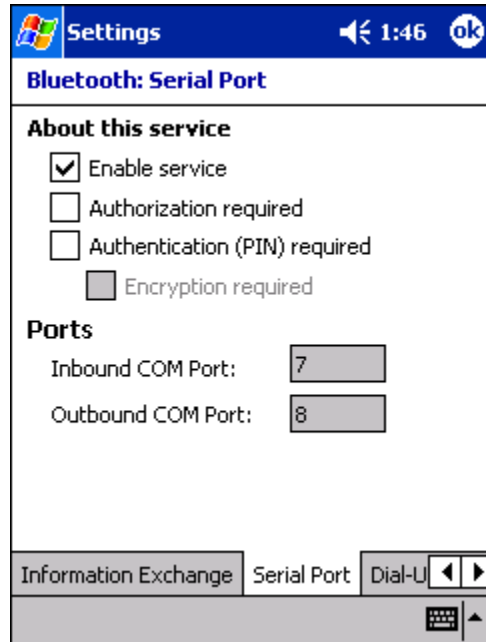 Settings 1:46 ok
Bluetooth: Serial Port
About this service
Enable service
Authorization required
Authentication (PIN) required
Encryption required
Ports
Inbound COM Port: 7
Outbound COM Port: 8
Information Exchange Serial Port Dial-U